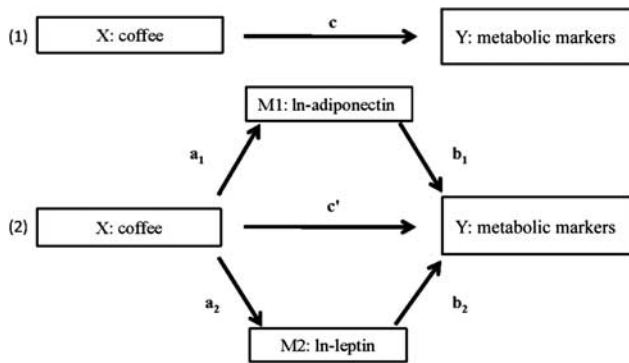 (1)
X: coffee
c
Y: metabolic markers
M1: ln-adiponectin
a1
b1
(2)
X: coffee
c'
Y: metabolic markers
a2
b2
M2: ln-leptin